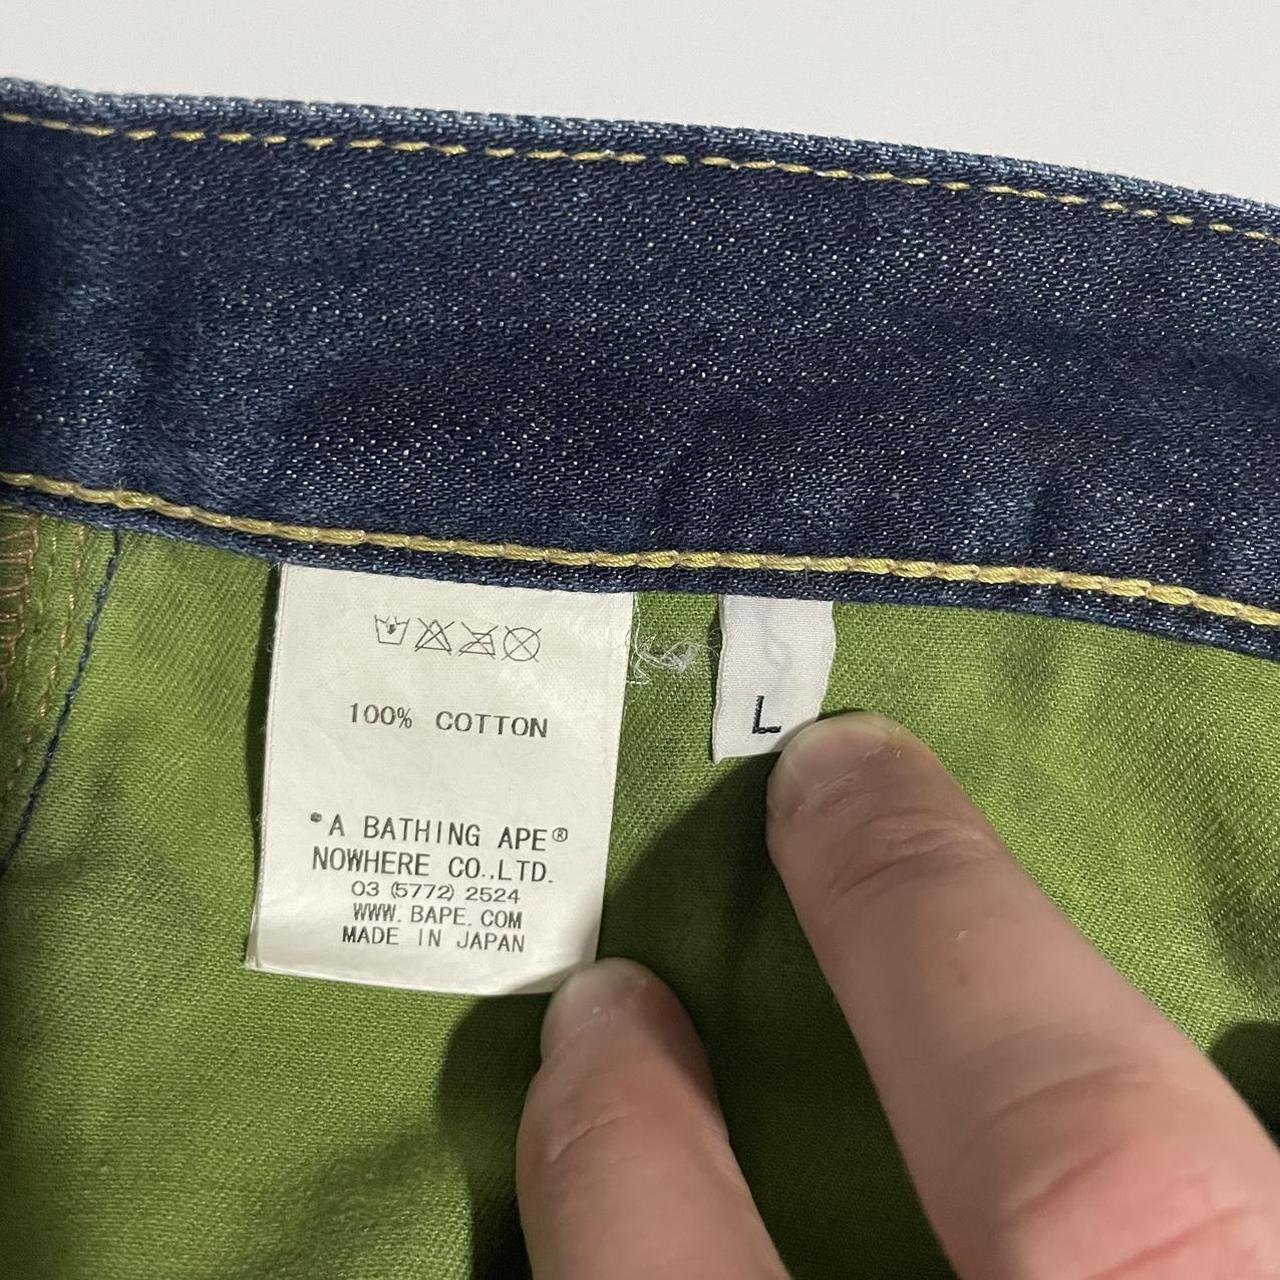 100% COTTON
A BATHING APE®
NOWHERE CO.,LTD.
03 (5772) 2524
WWW. BAPE. COM
MADE IN JAPAN
L